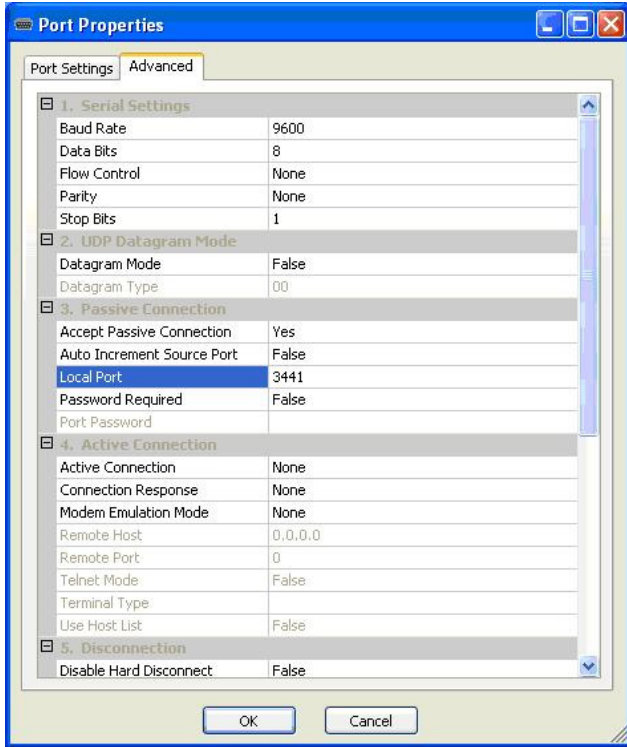 Port Properties
Port Settings Advanced
1. Serial Settings
Baud Rate 9600
Data Bits 8
Flow Control None
Parity None
Stop Bits 1
2. UDP Datagram Mode
Datagram Mode False
Datagram Type 00
3. Passive Connection
Accept Passive Connection Yes
Auto Increment Source Port False
Local Port 3441
Password Required False
Port Password
4. Active Connection
Active Connection None
Connection Response None
Modem Emulation Mode None
Remote Host 0.0.0.0
Remote Port 0
Telnet Mode False
Terminal Type
Use Host List False
5. Disconnection
Disable Hard Disconnect False
OK Cancel